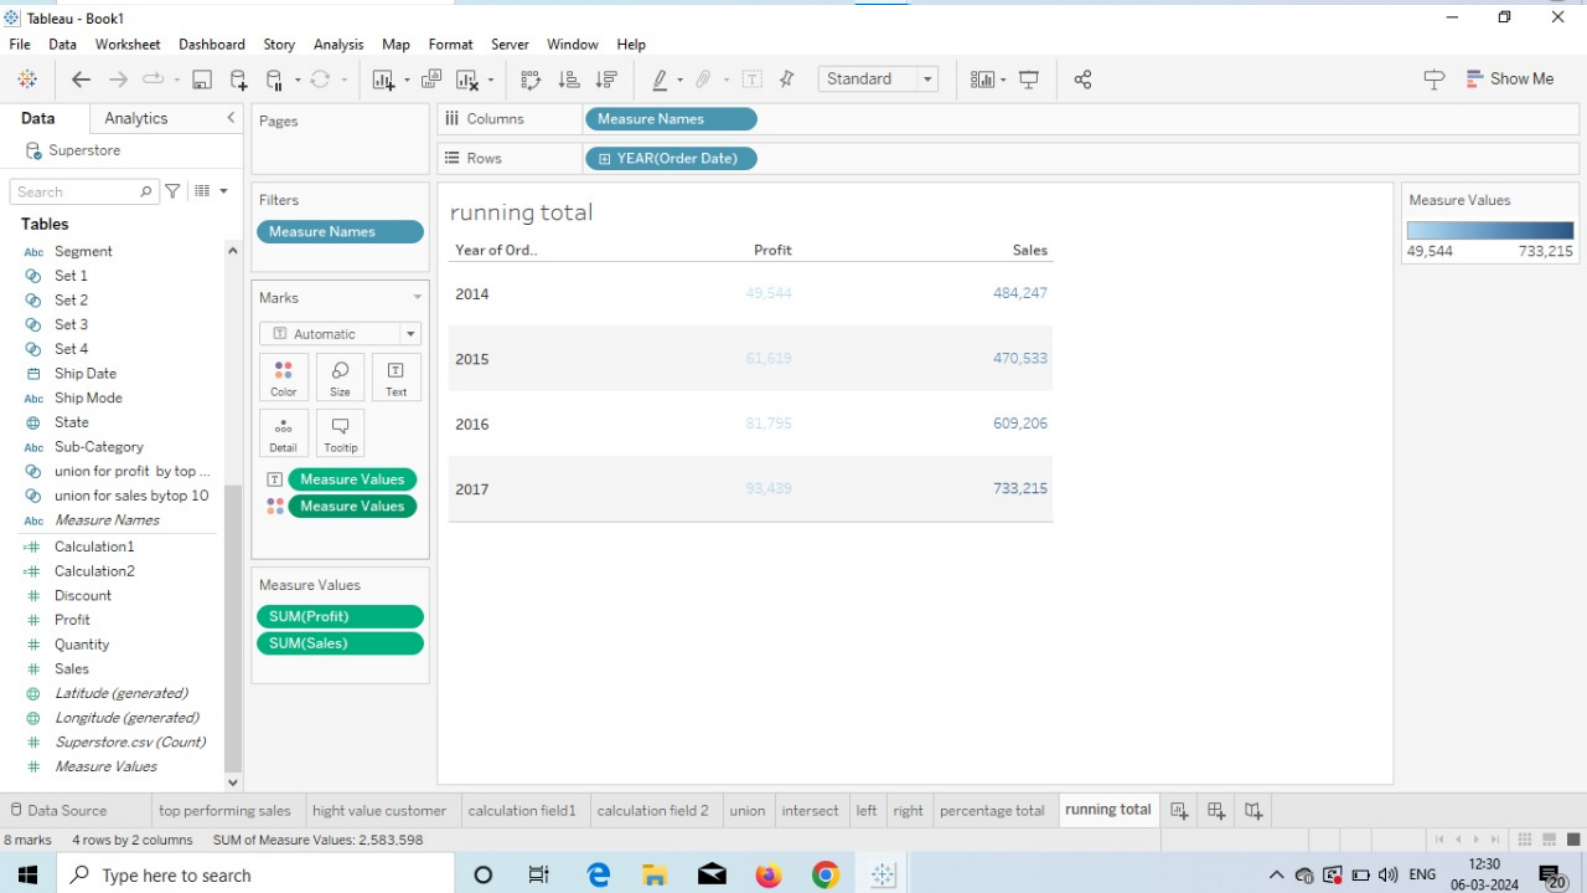 Tableau - Book1
File Data Worksheet Dashboard Story Analysis Map Format Server Window Help
Standard
Show Me
Data Analytics
Superstore
Search
Tables
Abc Segment
Set 1
Set 2
Set 3
Set 4
Ship Date
Abc Ship Mode
State
Abc Sub-Category
union for profit by top ...
union for sales bytop 10
Abc Measure Names
=# Calculation1
=# Calculation2
# Discount
# Profit
# Quantity
# Sales
Latitude (generated)
Longitude (generated)
# Superstore.csv (Count)
# Measure Values
Pages
Filters
Measure Names
Marks
T Automatic
Color Size Text
Detail Tooltip
T Measure Values
Measure Values
Measure Values
SUM(Profit)
SUM(Sales)
Columns Measure Names
Rows YEAR(Order Date)
running total
Year of Ord.. Profit Sales
2014 49,544 484,247
2015 61,619 470,533
2016 81,795 609,206
2017 93,439 733,215
Measure Values
49,544 733,215
Data Source top performing sales hight value customer calculation field1 calculation field 2 union intersect left right percentage total running total
8 marks 4 rows by 2 columns SUM of Measure Values: 2,583,598
Type here to search
ENG
12:30
06-03-2024
20